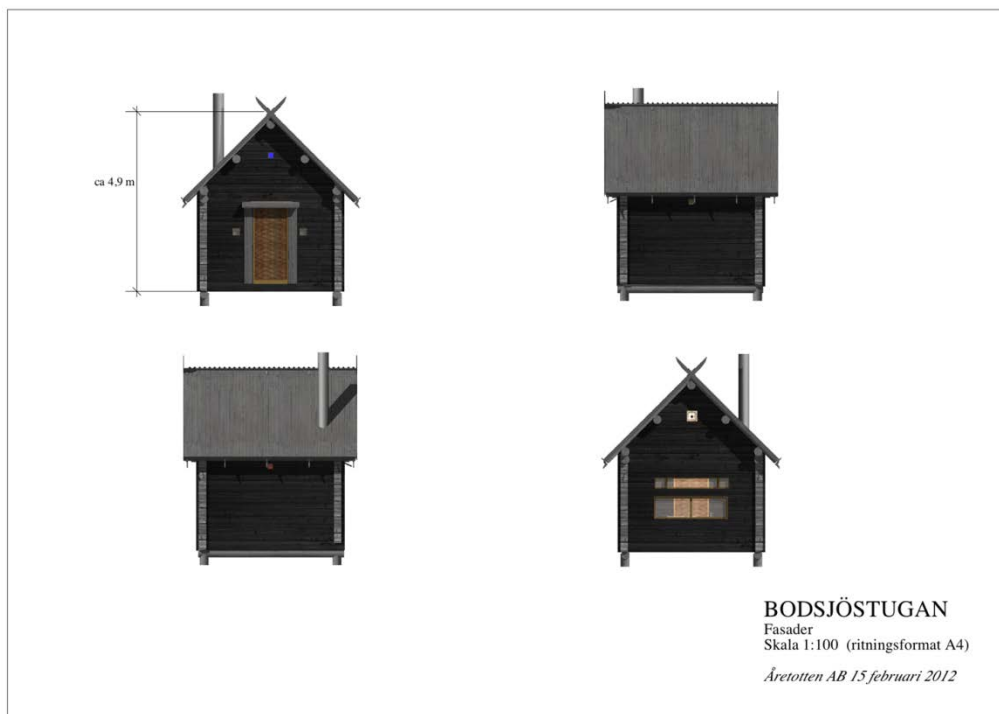 ca 4,9 m
BODSJÖSTUGAN
Fasader
Skala 1:100 (ritningsformat A4)
Åretotten AB 15 februari 2012